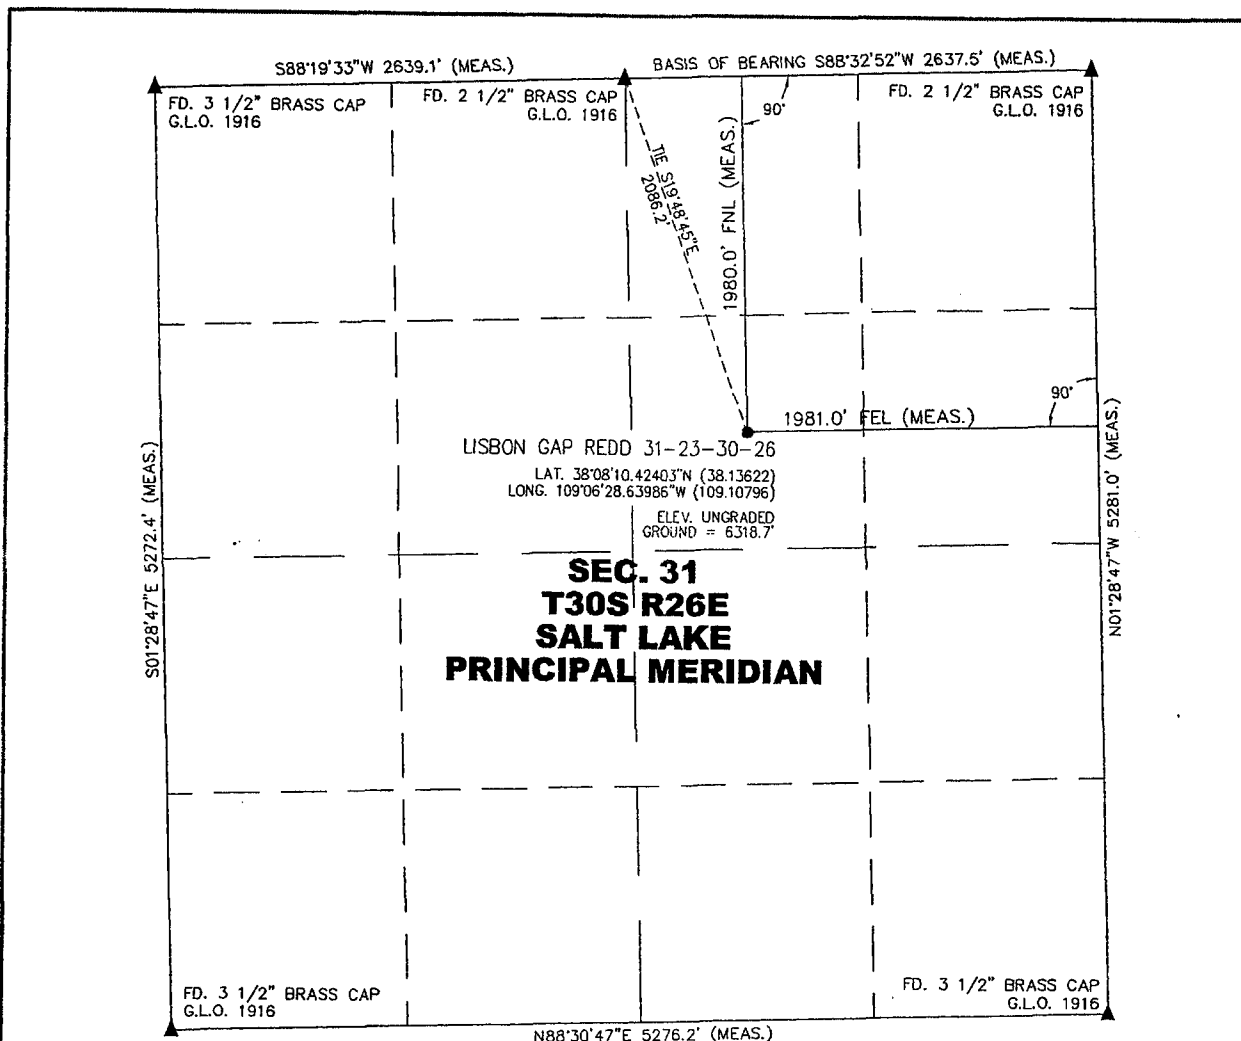 S88°19'33"W 2639.1' (MEAS.)
BASIS OF BEARING S88°32'52"W 2637.5' (MEAS.)
FD. 3 1/2" BRASS CAP
G.L.O. 1916
FD. 2 1/2" BRASS CAP
G.L.O. 1916
FD. 2 1/2" BRASS CAP
G.L.O. 1916
90°
TIE S19°48'45"E
2086.2'
1980.0' FNL (MEAS.)
90°
1981.0' FEL (MEAS.)
LISBON GAP REDD 31-23-30-26
LAT. 38°08'10.42403"N (38.13622)
LONG. 109°06'28.63986"W (109.10796)
ELEV. UNGRADED
GROUND = 6318.7'
S01°28'47"E 5272.4' (MEAS.)
N01°28'47"W 5281.0' (MEAS.)
SEC. 31
T30S R26E
SALT LAKE
PRINCIPAL MERIDIAN
FD. 3 1/2" BRASS CAP
G.L.O. 1916
FD. 3 1/2" BRASS CAP
G.L.O. 1916
N88°30'47"E 5276.2' (MEAS.)